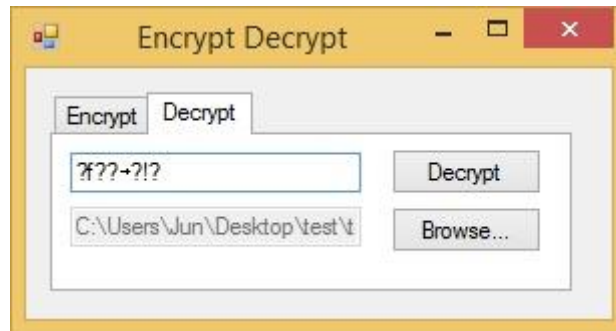 Encrypt Decrypt
Encrypt Decrypt
?f??→?!? Decrypt
C:\Users\Jun\Desktop\test\t Browse...